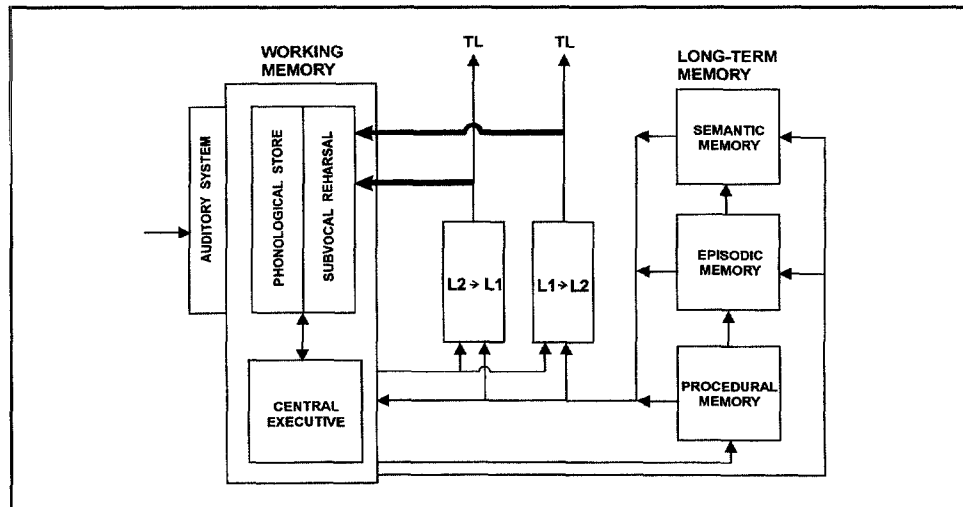 WORKING
MEMORY
TL
TL
LONG-TERM
MEMORY
AUDITORY SYSTEM
PHONOLOGICAL STORE
SUBVOCAL REHARSAL
SEMANTIC
MEMORY
L2→L1
L1→L2
EPISODIC
MEMORY
CENTRAL
EXECUTIVE
PROCEDURAL
MEMORY